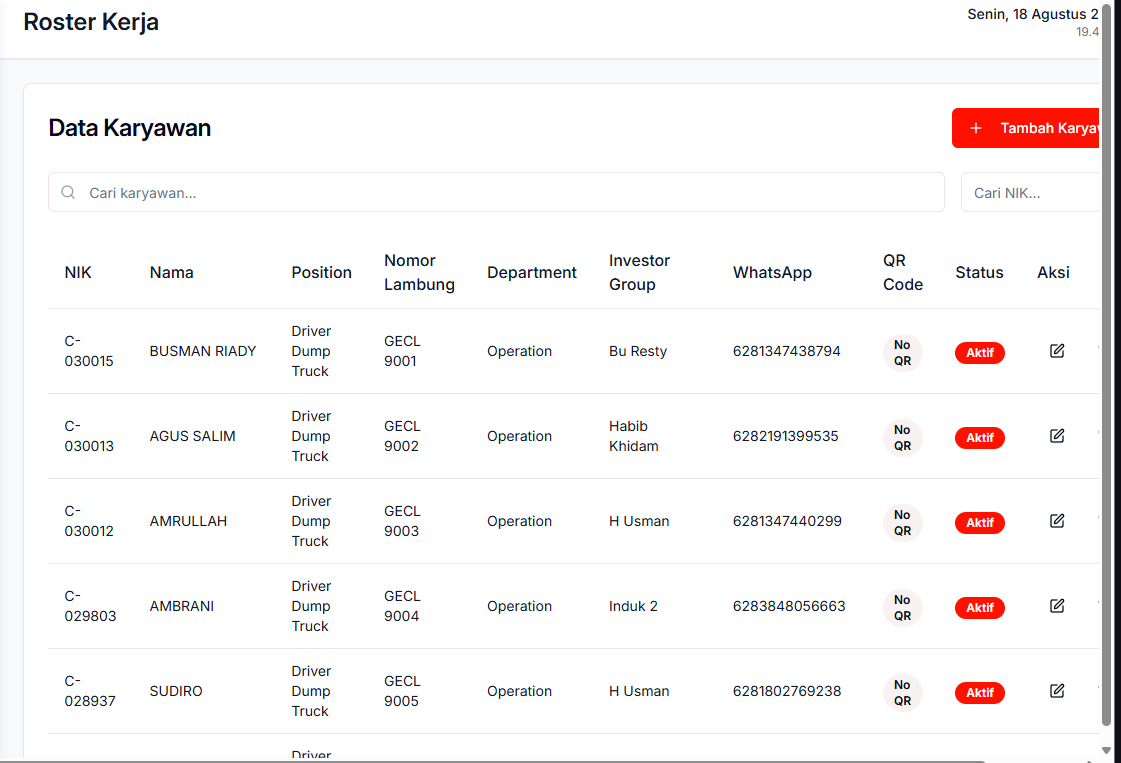 Roster Kerja
Senin, 18 Agustus 2
19.4
Data Karyawan
+ Tambah
Cari karyawan...
Cari NIK...
NIK Nama Position Nomor Lambung Department Investor Group WhatsApp QR Code Status Aksi
C-030015 BUSMAN RIADY Driver Dump Truck GECL 9001 Operation Bu Resty 6281347438794 No QR Aktif
C-030013 AGUS SALIM Driver Dump Truck GECL 9002 Operation Habib Khidam 6282191399535 No QR Aktif
C-030012 AMRULLAH Driver Dump Truck GECL 9003 Operation H Usman 6281347440299 No QR Aktif
C-029803 AMBRANI Driver Dump Truck GECL 9004 Operation Induk 2 6283848056663 No QR Aktif
C-028937 SUDIRO Driver Dump Truck GECL 9005 Operation H Usman 6281802769238 No QR Aktif
Driver